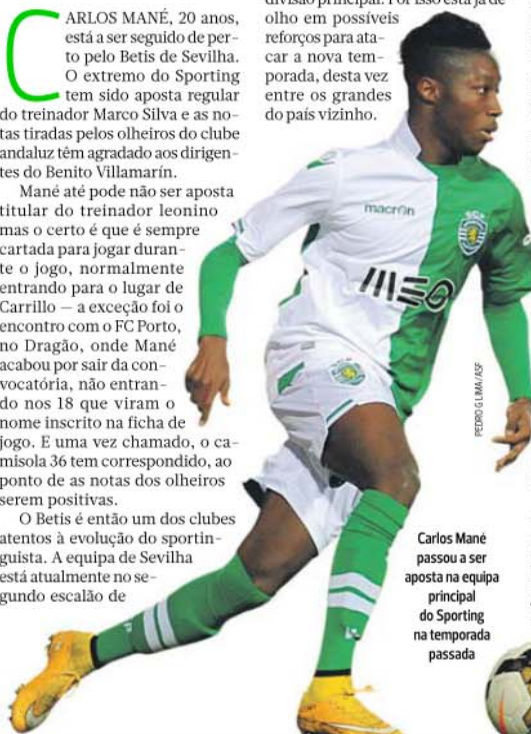 CARLOS MANÉ, 20 anos,
está a ser seguido de per-
to pelo Betis de Sevilha.
O extremo do Sporting
tem sido aposta regular
do treinador Marco Silva e as no-
tas tiradas pelos olheiros do clube
andaluz têm agradado aos dirigen-
tes do Benito Villamarín.
Mané até pode não ser aposta
titular do treinador leonino
mas o certo é que é sempre
cartada para jogar duran-
te o jogo, normalmente
entrando para o lugar de
Carrillo — a exceção foi o
encontro com o FC Porto,
no Dragão, onde Mané
acabou por sair da con-
vocatória, não entran-
do nos 18 que viram o
nome inscrito na ficha de
jogo. E uma vez chamado, o ca-
misola 36 tem correspondido, ao
ponto de as notas dos olheiros
serem positivas.
O Betis é então um dos clubes
atentos à evolução do sportin-
guista. A equipa de Sevilha
está atualmente no se-
gundo escalão de
divisão principal. Por isso está já de
olho em possíveis
reforços para ata-
car a nova tem-
porada, desta vez
entre os grandes
do país vizinho.
macron
SCP
MEO
PEDRO G LIMA/ASF
Carlos Mané
passou a ser
aposta na equipa
principal
do Sporting
na temporada
passada